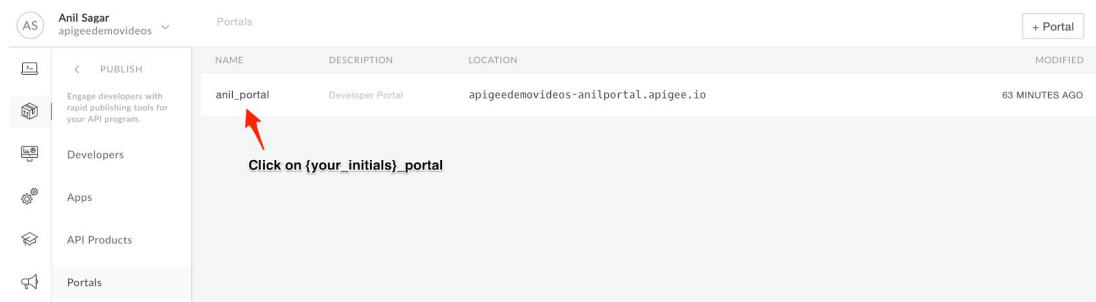 AS
Anil Sagar
apigeedemovideos
Portals
+ Portal
PUBLISH
Engage developers with
rapid publishing tools for
your API program.
Developers
Apps
API Products
Portals
NAME DESCRIPTION LOCATION MODIFIED
anil_portal Developer Portal apigeedemovideos-anilportal.apigee.io 63 MINUTES AGO
Click on {your_initials}_portal